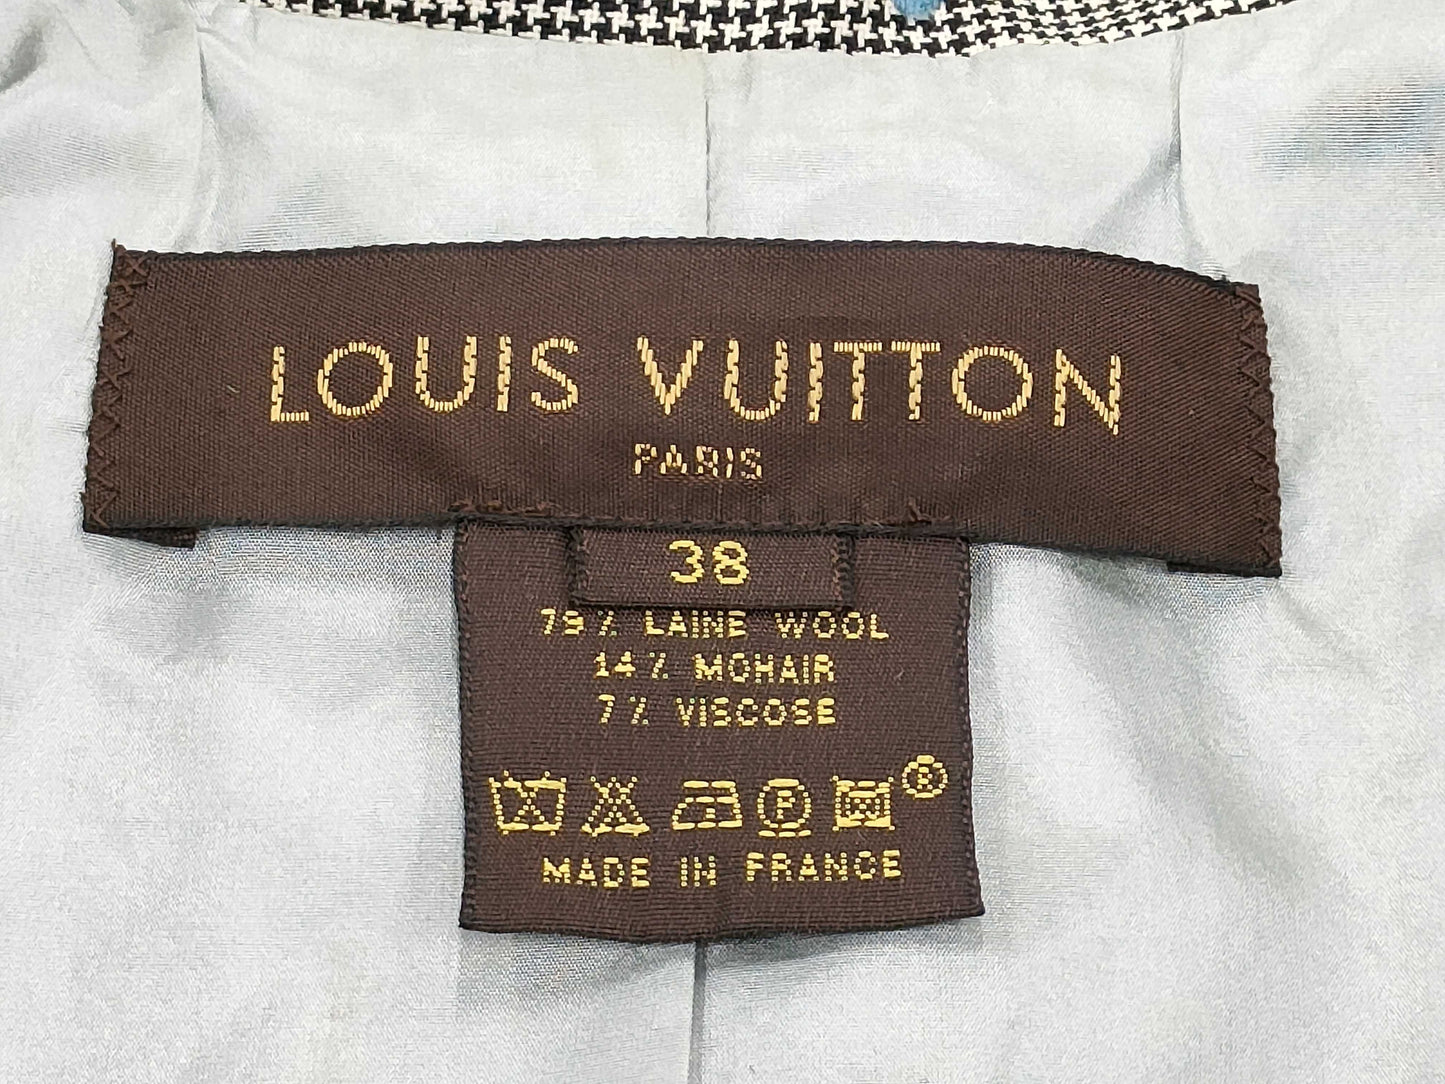 LOUIS VUITTON
PARIS
38
79% LAINE WOOL
14% MOHAIR
7% VISCOSE
P ®
MADE IN FRANCE